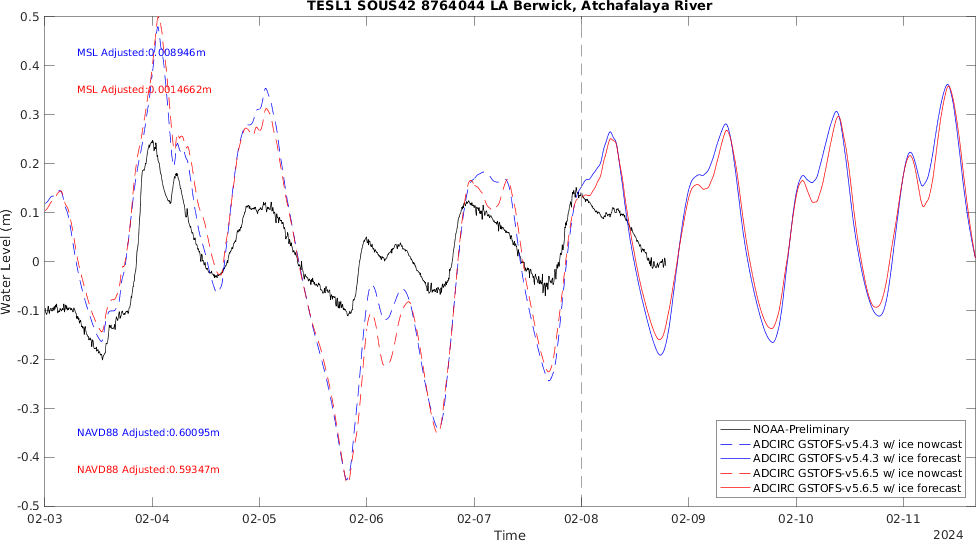 TESL1 SOUS42 8764044 LA Berwick, Atchafalaya River
0.5
0.4
0.3
0.2
0.1
0
-0.1
-0.2
-0.3
-0.4
-0.5
Water Level (m)
MSL Adjusted:0.008946m
MSL Adjusted:0.0014662m
NAVD88 Adjusted:0.60095m
NAVD88 Adjusted:0.59347m
NOAA-Preliminary
ADCIRC GSTOFS-v5.4.3 w/ ice nowcast
ADCIRC GSTOFS-v5.4.3 w/ ice forecast
ADCIRC GSTOFS-v5.6.5 w/ ice nowcast
ADCIRC GSTOFS-v5.6.5 w/ ice forecast
02-03 02-04 02-05 02-06 02-07 02-08 02-09 02-10 02-11
Time
2024